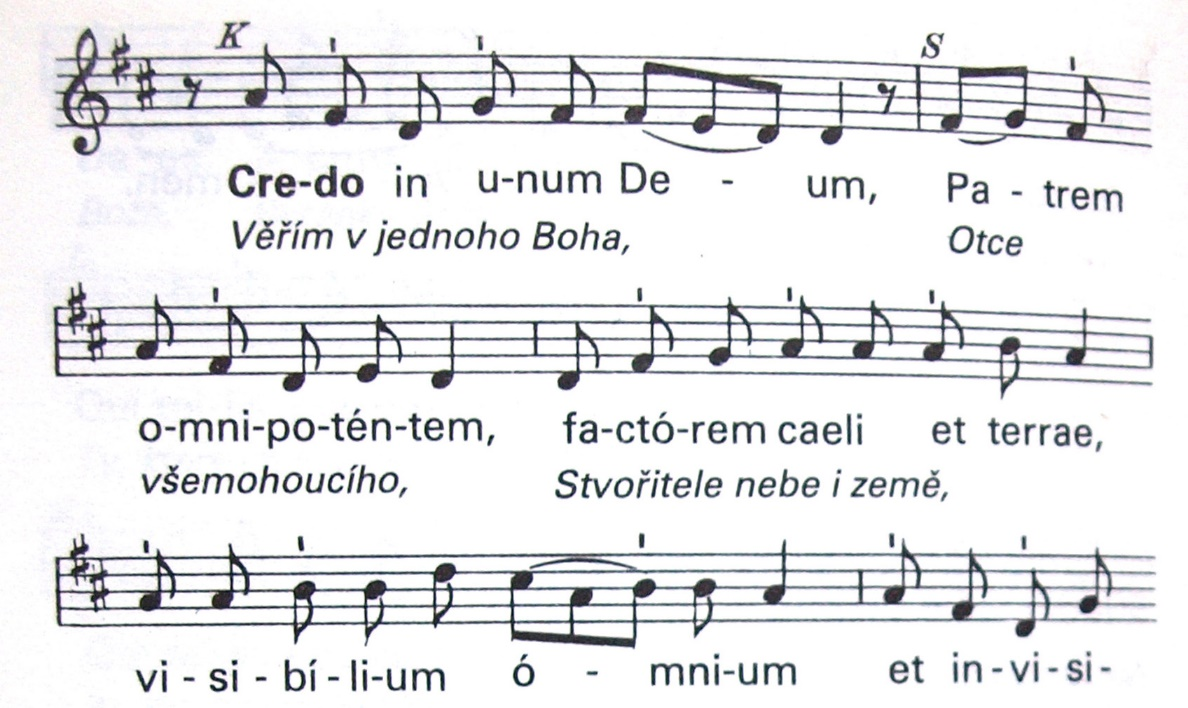 K S
Cre-do in u-num De - um, Pa - trem
Věřím v jednoho Boha, Otce
o-mni-po-tén-tem, fa-ctó-rem caeli et terrae,
všemohoucího, Stvořitele nebe i země,
vi - si - bí - li-um ó - mni-um et in-vi-si-